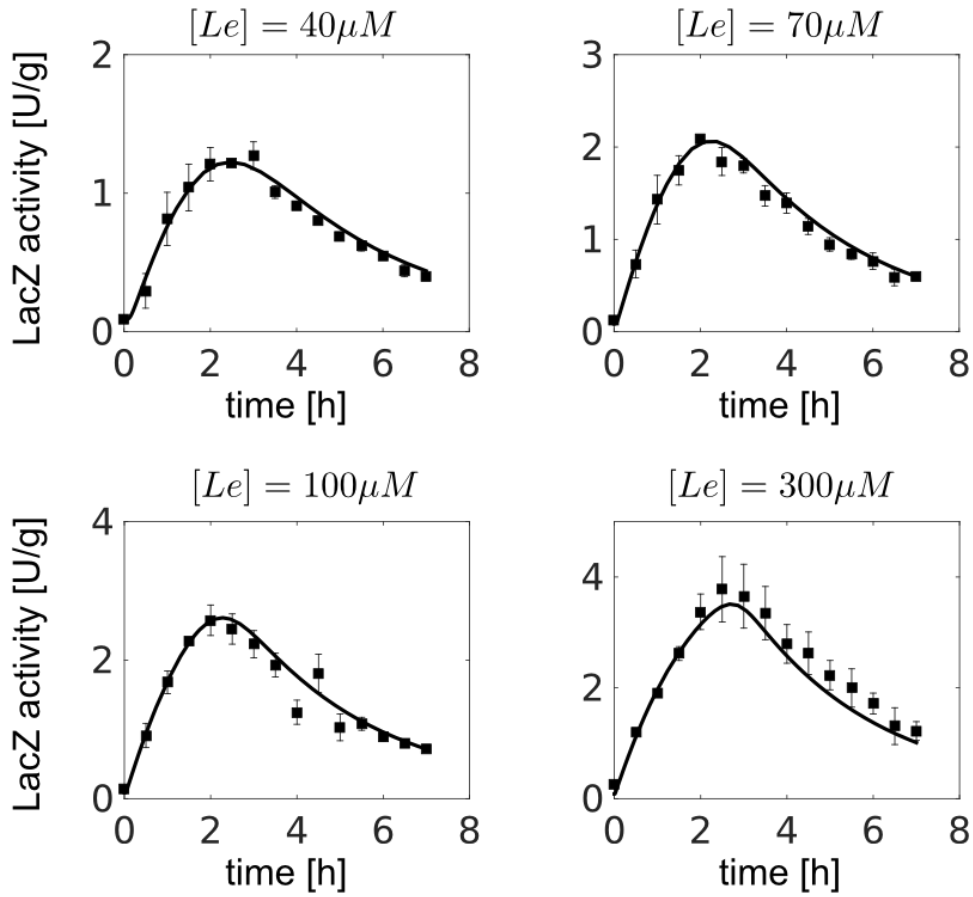 [Le] = 40μM
LacZ activity [U/g]
2
1
0
0 2 4 6 8
time [h]
[Le] = 70μM
3
2
1
0
0 2 4 6 8
time [h]
[Le] = 100μM
LacZ activity [U/g]
4
2
0
0 2 4 6 8
time [h]
[Le] = 300μM
4
2
0
0 2 4 6 8
time [h]